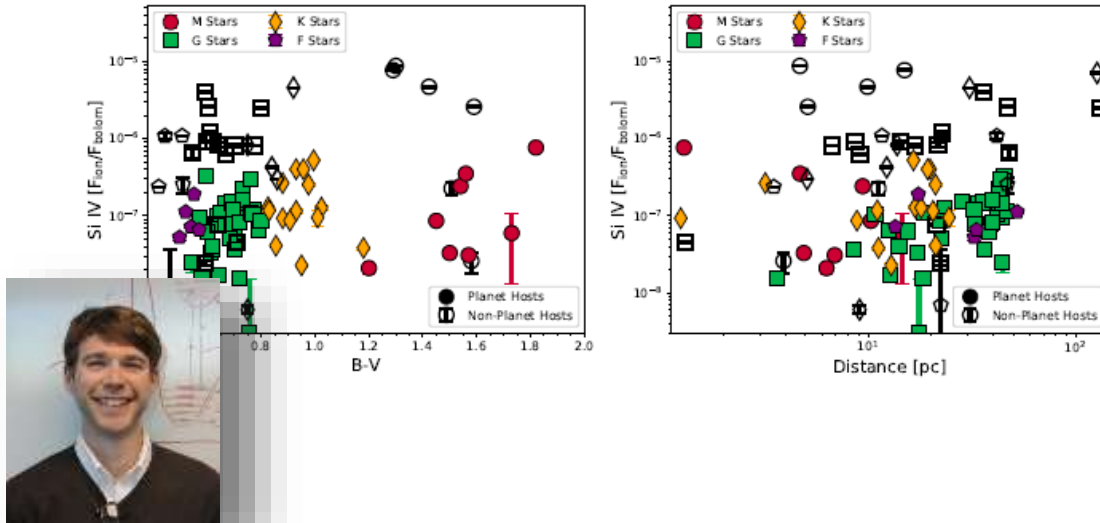 M Stars
G Stars
K Stars
F Stars
10⁻⁵
10⁻⁶
10⁻⁷
Si IV [F_ion/F_bolom]
Planet Hosts
Non-Planet Hosts
0.8
1.0
1.2
1.4
1.6
1.8
2.0
B-V
M Stars
G Stars
K Stars
F Stars
10⁻⁵
10⁻⁶
10⁻⁷
10⁻⁸
Si IV [F_ion/F_bolom]
Planet Hosts
Non-Planet Hosts
10¹
10²
Distance [pc]